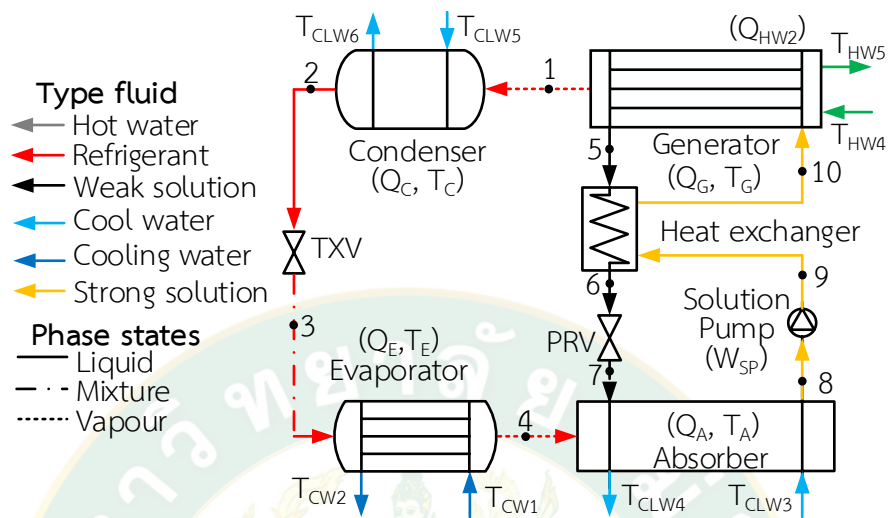 T_CLW6
T_CLW5
(Q_HW2)
T_HW5
T_HW4
2
1
Type fluid
Hot water
Refrigerant
Weak solution
Cool water
Cooling water
Strong solution
Condenser
(Q_C, T_C)
5
Generator
(Q_G, T_G)
10
TXV
Heat exchanger
6
9
Phase states
Liquid
Mixture
Vapour
3
(Q_E,T_E)
Evaporator
PRV
Solution
Pump
(W_SP)
7
8
4
(Q_A, T_A)
Absorber
T_CW2
T_CW1
T_CLW4
T_CLW3